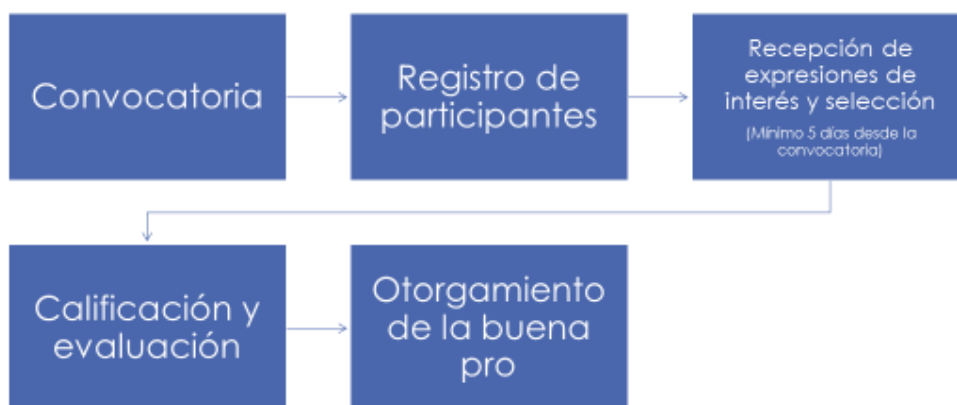 Convocatoria
Registro de
participantes
Recepción de
expresiones de
interés y selección
(Mínimo 5 días desde la
convocatoria)
Calificación y
evaluación
Otorgamiento
de la buena
pro